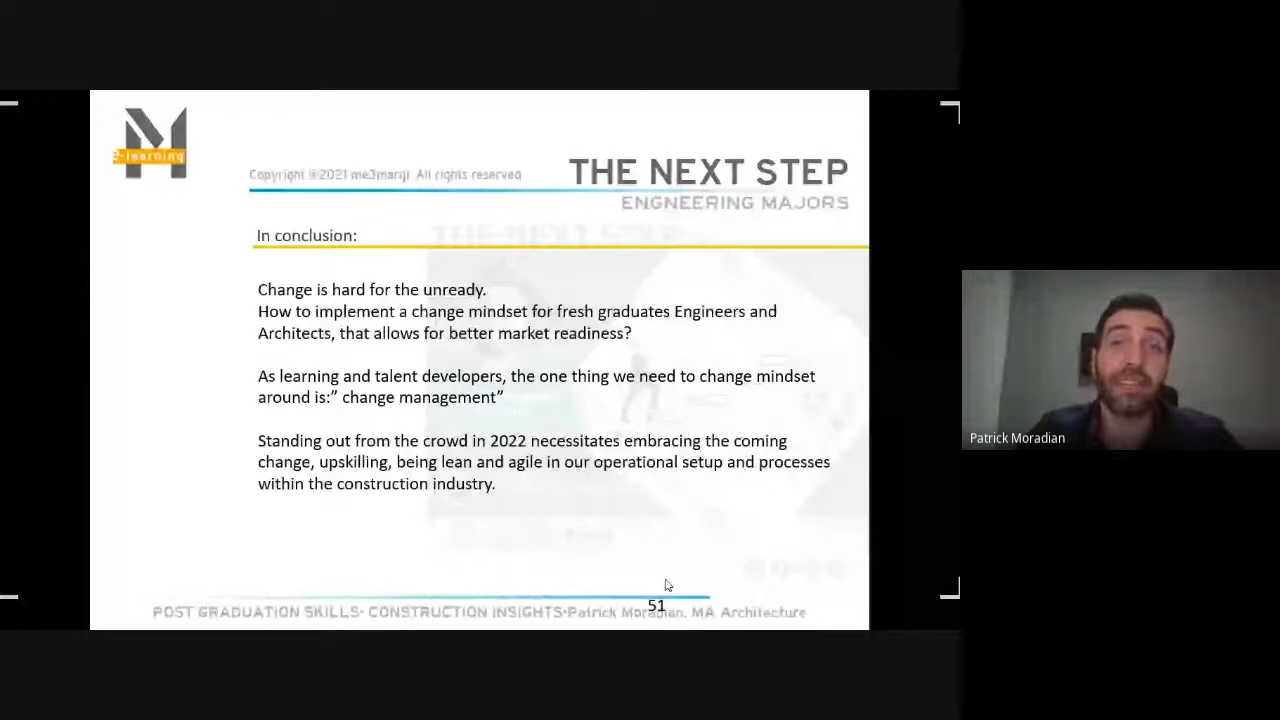 e-learning
Copyright @2021 me3marji. All rights reserved
THE NEXT STEP
ENGNEERING MAJORS
In conclusion:
Change is hard for the unready.
How to implement a change mindset for fresh graduates Engineers and
Architects, that allows for better market readiness?
As learning and talent developers, the one thing we need to change mindset
around is:” change management”
Standing out from the crowd in 2022 necessitates embracing the coming
change, upskilling, being lean and agile in our operational setup and processes
within the construction industry.
51
POST GRADUATION SKILLS• CONSTRUCTION INSIGHTS•Patrick Moradian, MA Architecture
Patrick Moradian